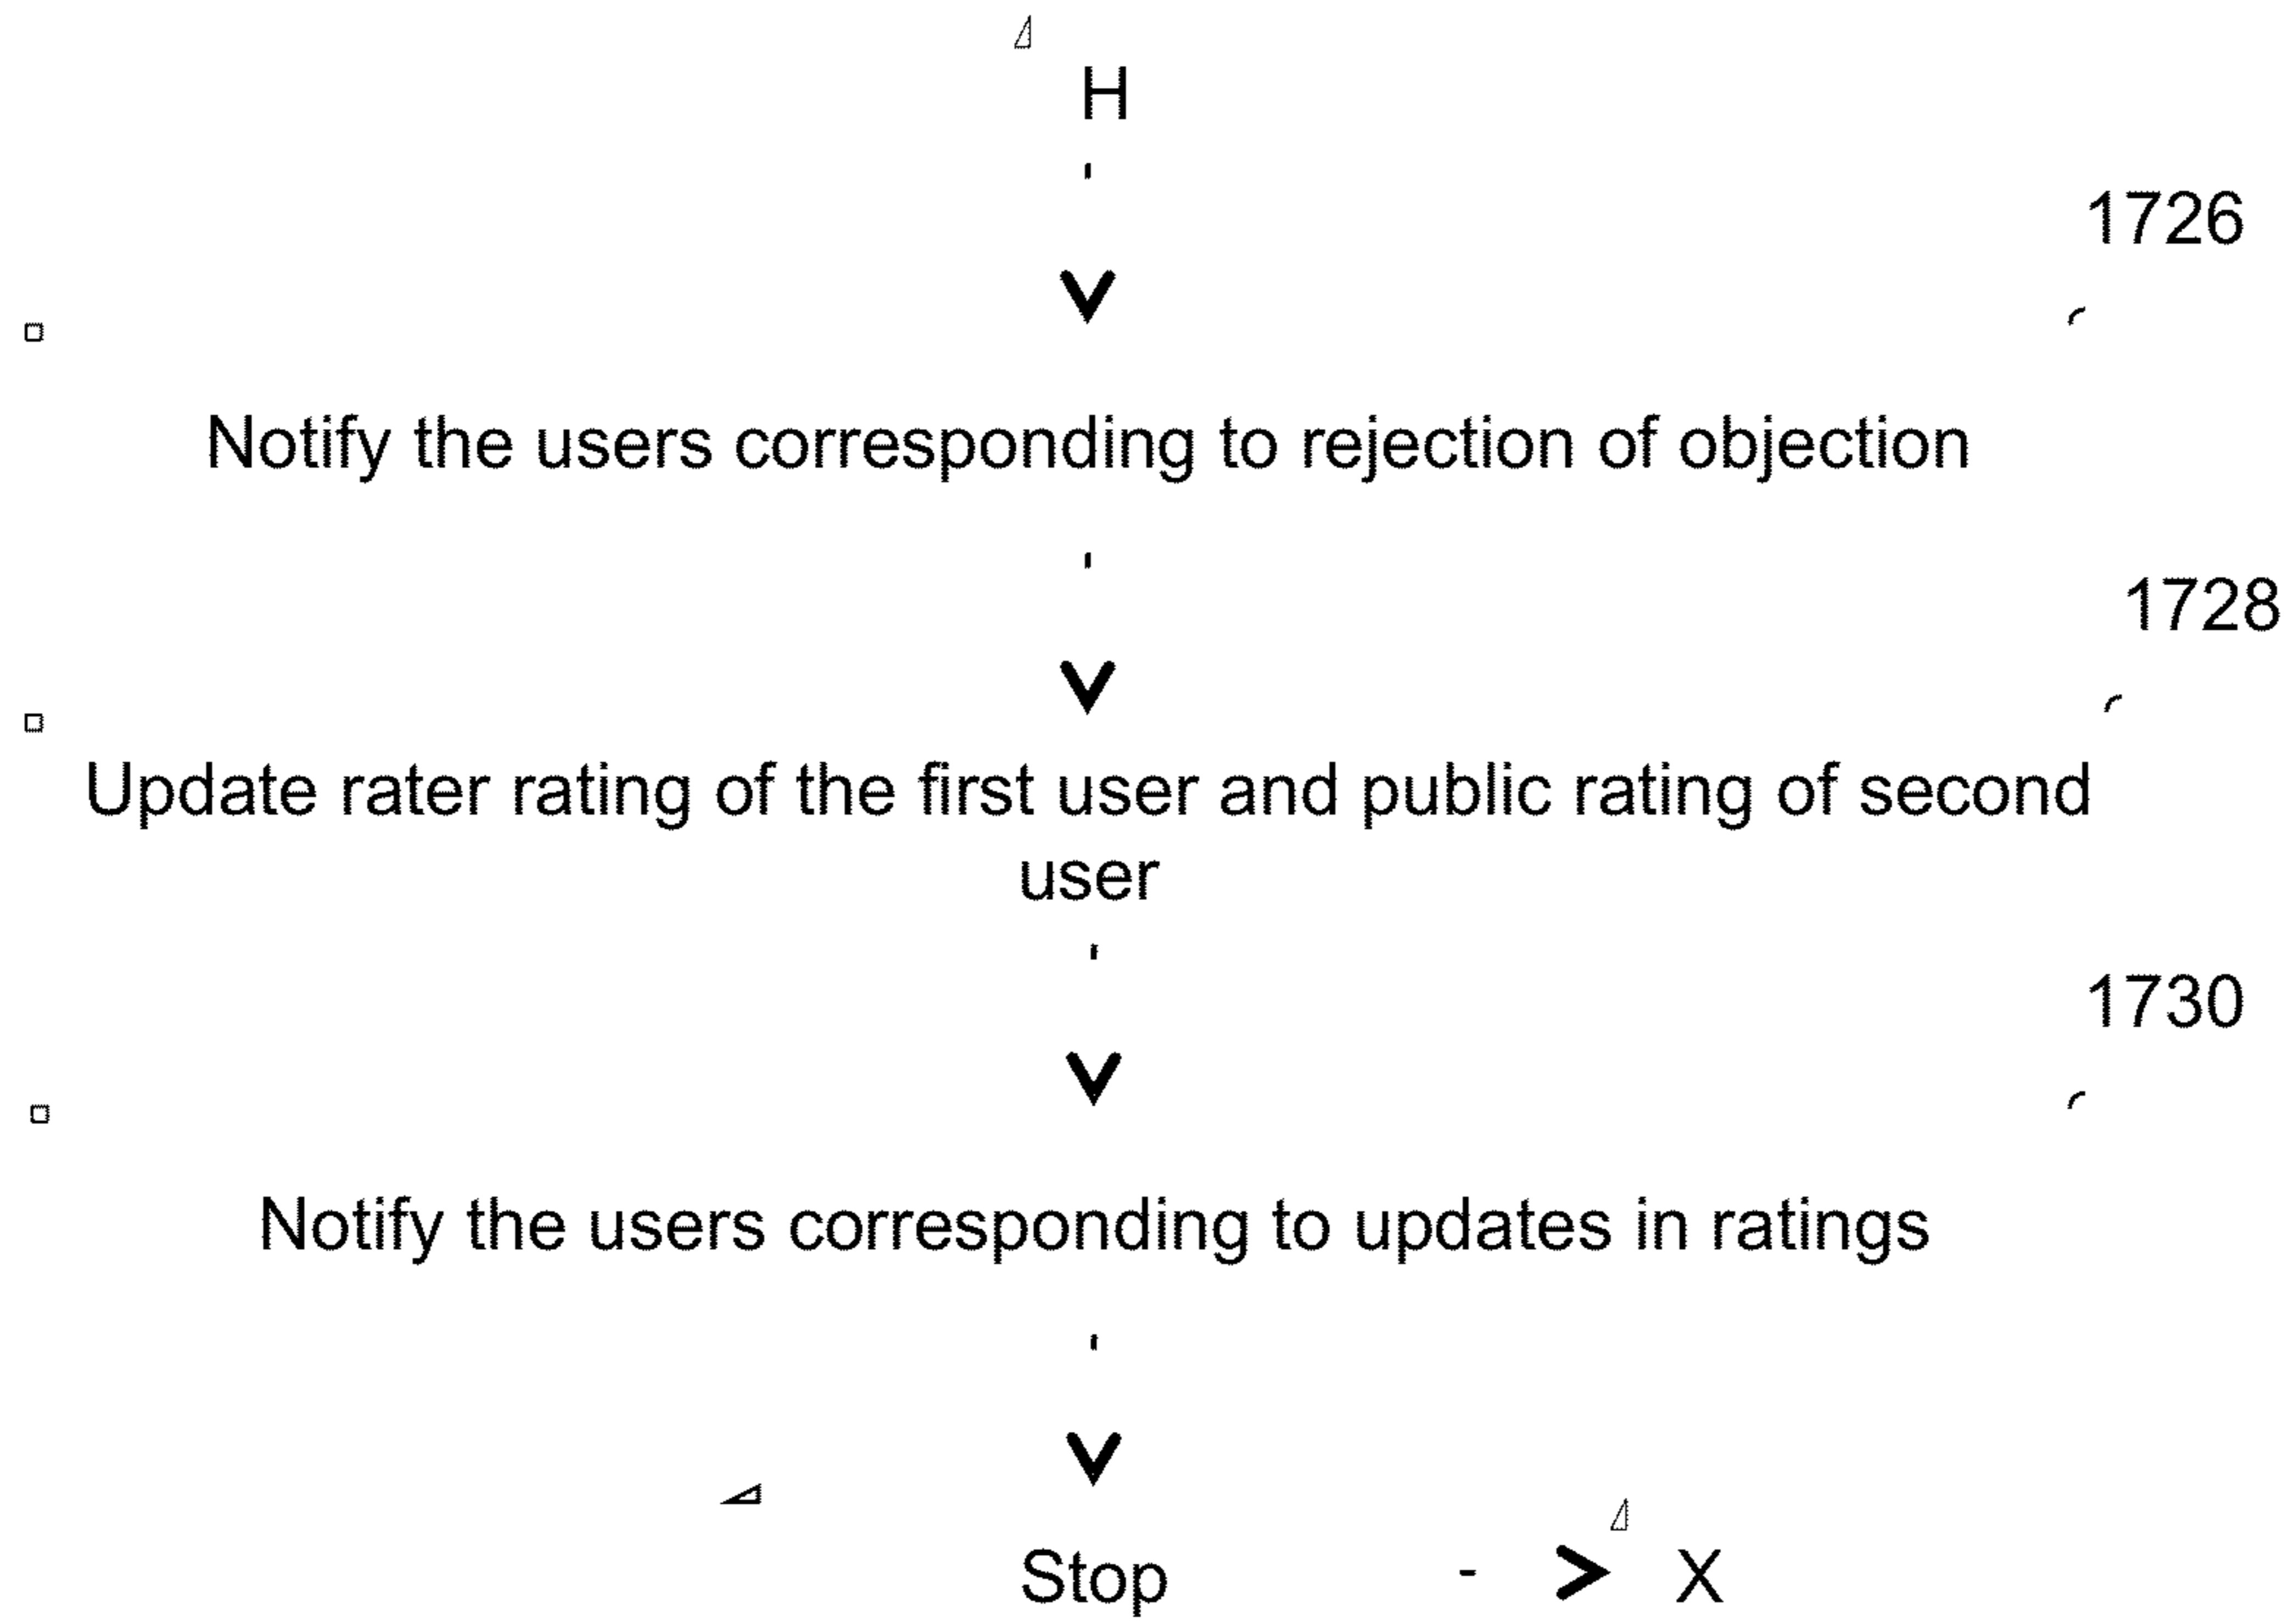 H
1726
Notify the users corresponding to rejection of objection
1728
Update rater rating of the first user and public rating of second
user
1730
Notify the users corresponding to updates in ratings
Stop
X